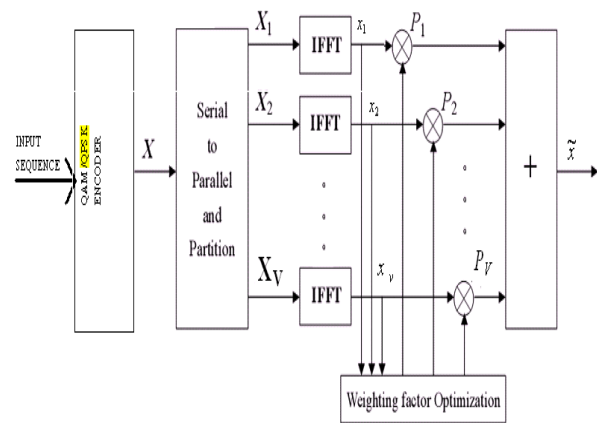 INPUT
SEQUENCE
QAM /QPSK
ENCODER
X
Serial
to
Parallel
and
Partition
X1
X2
XV
IFFT
IFFT
IFFT
x1
x2
x v
P1
P2
PV
+
x̃
Weighting factor Optimization